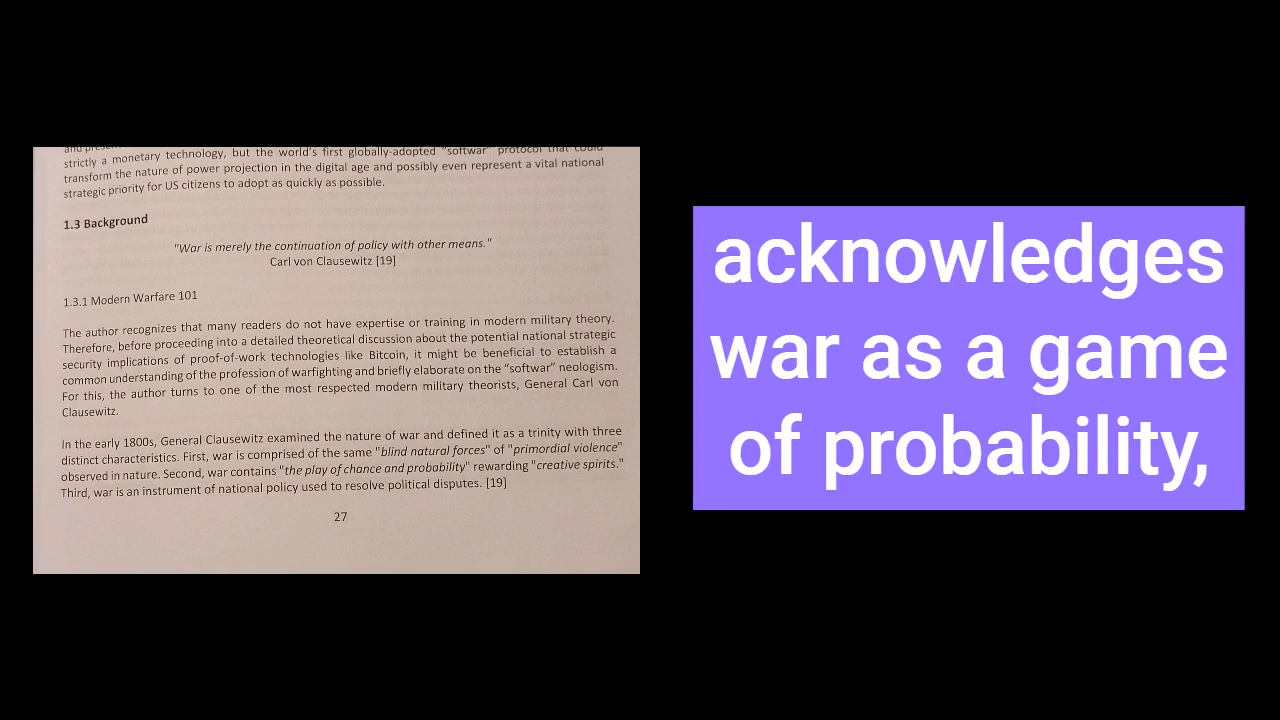 and
strictly a monetary technology, but the world's first globally-adopted "softwar" protocol that could
transform the nature of power projection in the digital age and possibly even represent a vital national
strategic priority for US citizens to adopt as quickly as possible.
1.3 Background
"War is merely the continuation of policy with other means."
Carl von Clausewitz [19]
1.3.1 Modern Warfare 101
The author recognizes that many readers do not have expertise or training in modern military theory.
Therefore, before proceeding into a detailed theoretical discussion about the potential national strategic
security implications of proof-of-work technologies like Bitcoin, it might be beneficial to establish a
common understanding of the profession of warfighting and briefly elaborate on the "softwar" neologism.
For this, the author turns to one of the most respected modern military theorists, General Carl von
Clausewitz.
In the early 1800s, General Clausewitz examined the nature of war and defined it as a trinity with three
distinct characteristics. First, war is comprised of the same "blind natural forces" of "primordial violence"
observed in nature. Second, war contains "the play of chance and probability" rewarding "creative spirits."
Third, war is an instrument of national policy used to resolve political disputes. [19]
27
acknowledges
war as a game
of probability,